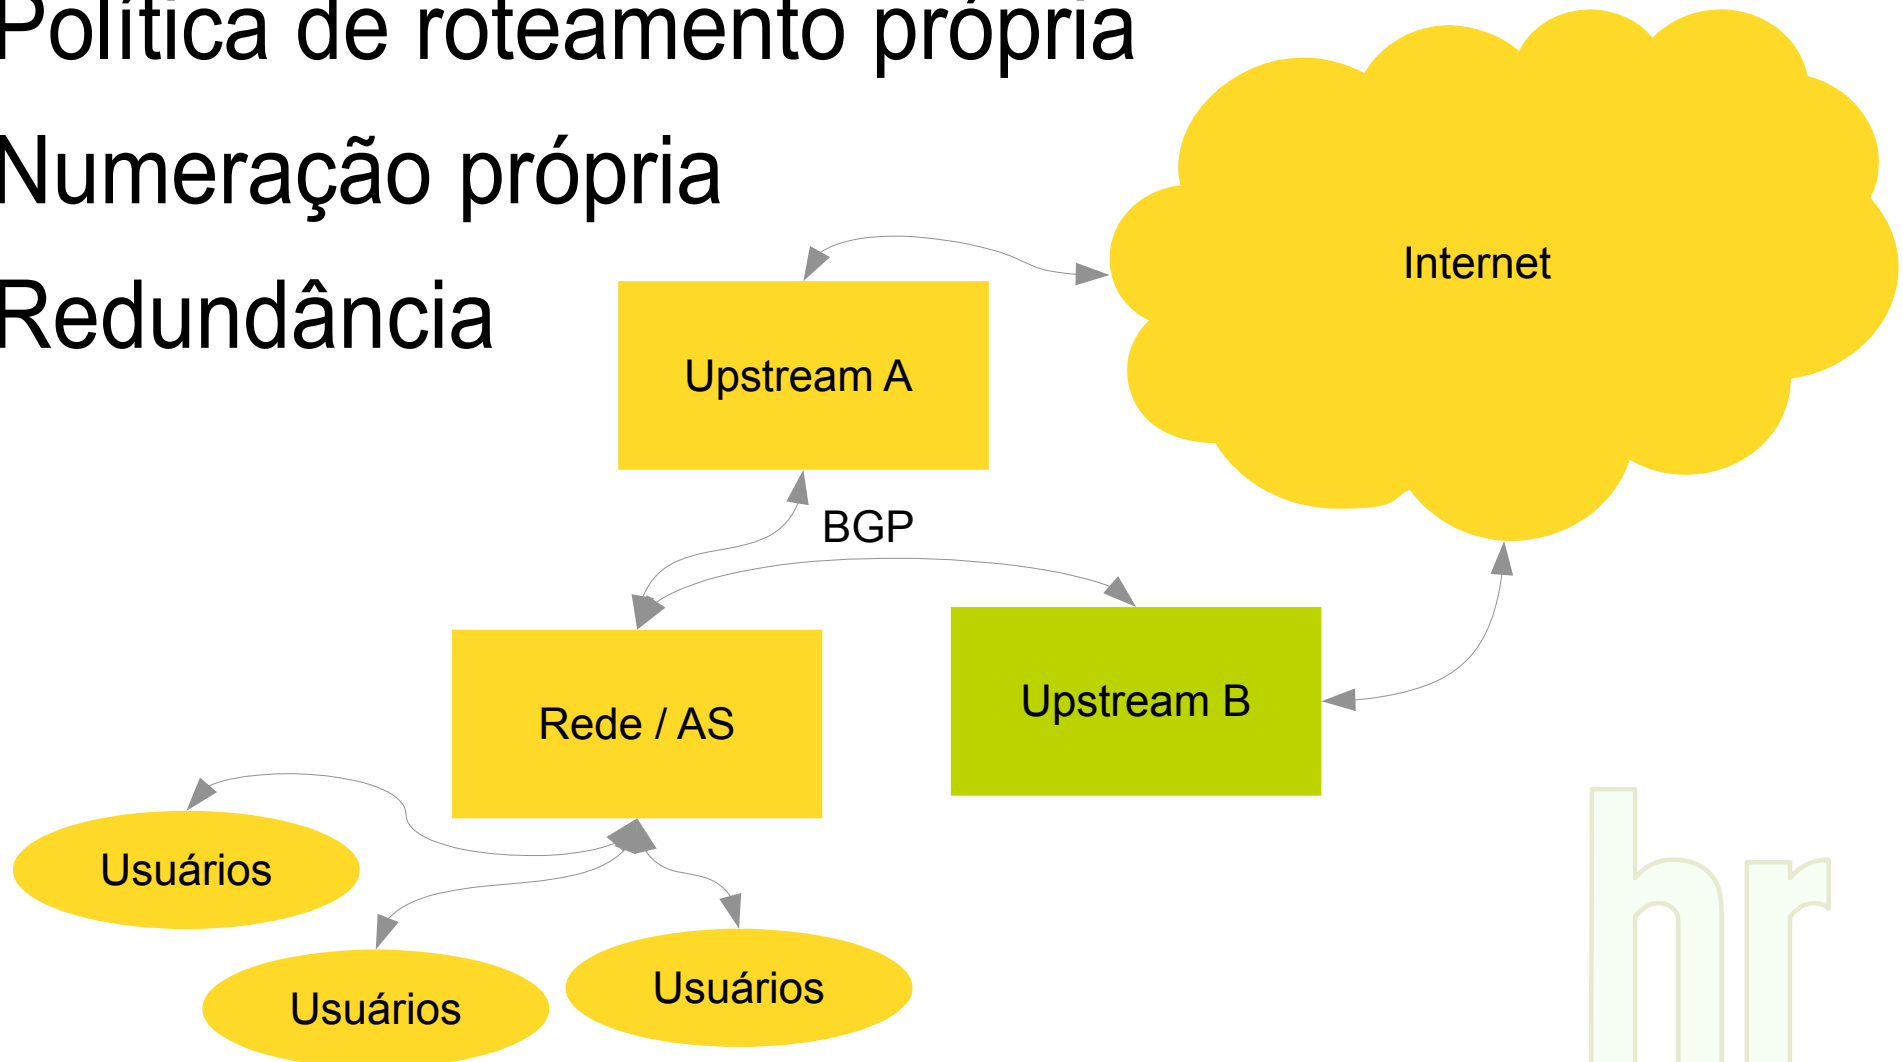 Política de roteamento própria
Numeração própria
Redundância
Internet
Upstream A
BGP
Upstream B
Rede / AS
Usuários
Usuários
Usuários
hr